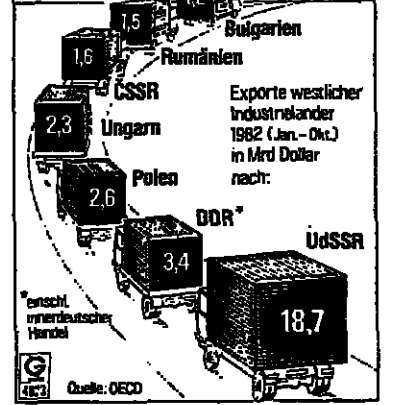 Bulgarien
1,5
Rumänien
1,6
ČSSR
Exporte westlicher
Industrieländer
1982 (Jan.-Okt.)
in Mrd Dollar
nach:
2,3
Ungarn
Polen
2,6
DDR*
3,4
UdSSR
18,7
*einschl.
innerdeutscher
Handel
G
Quelle: OECD